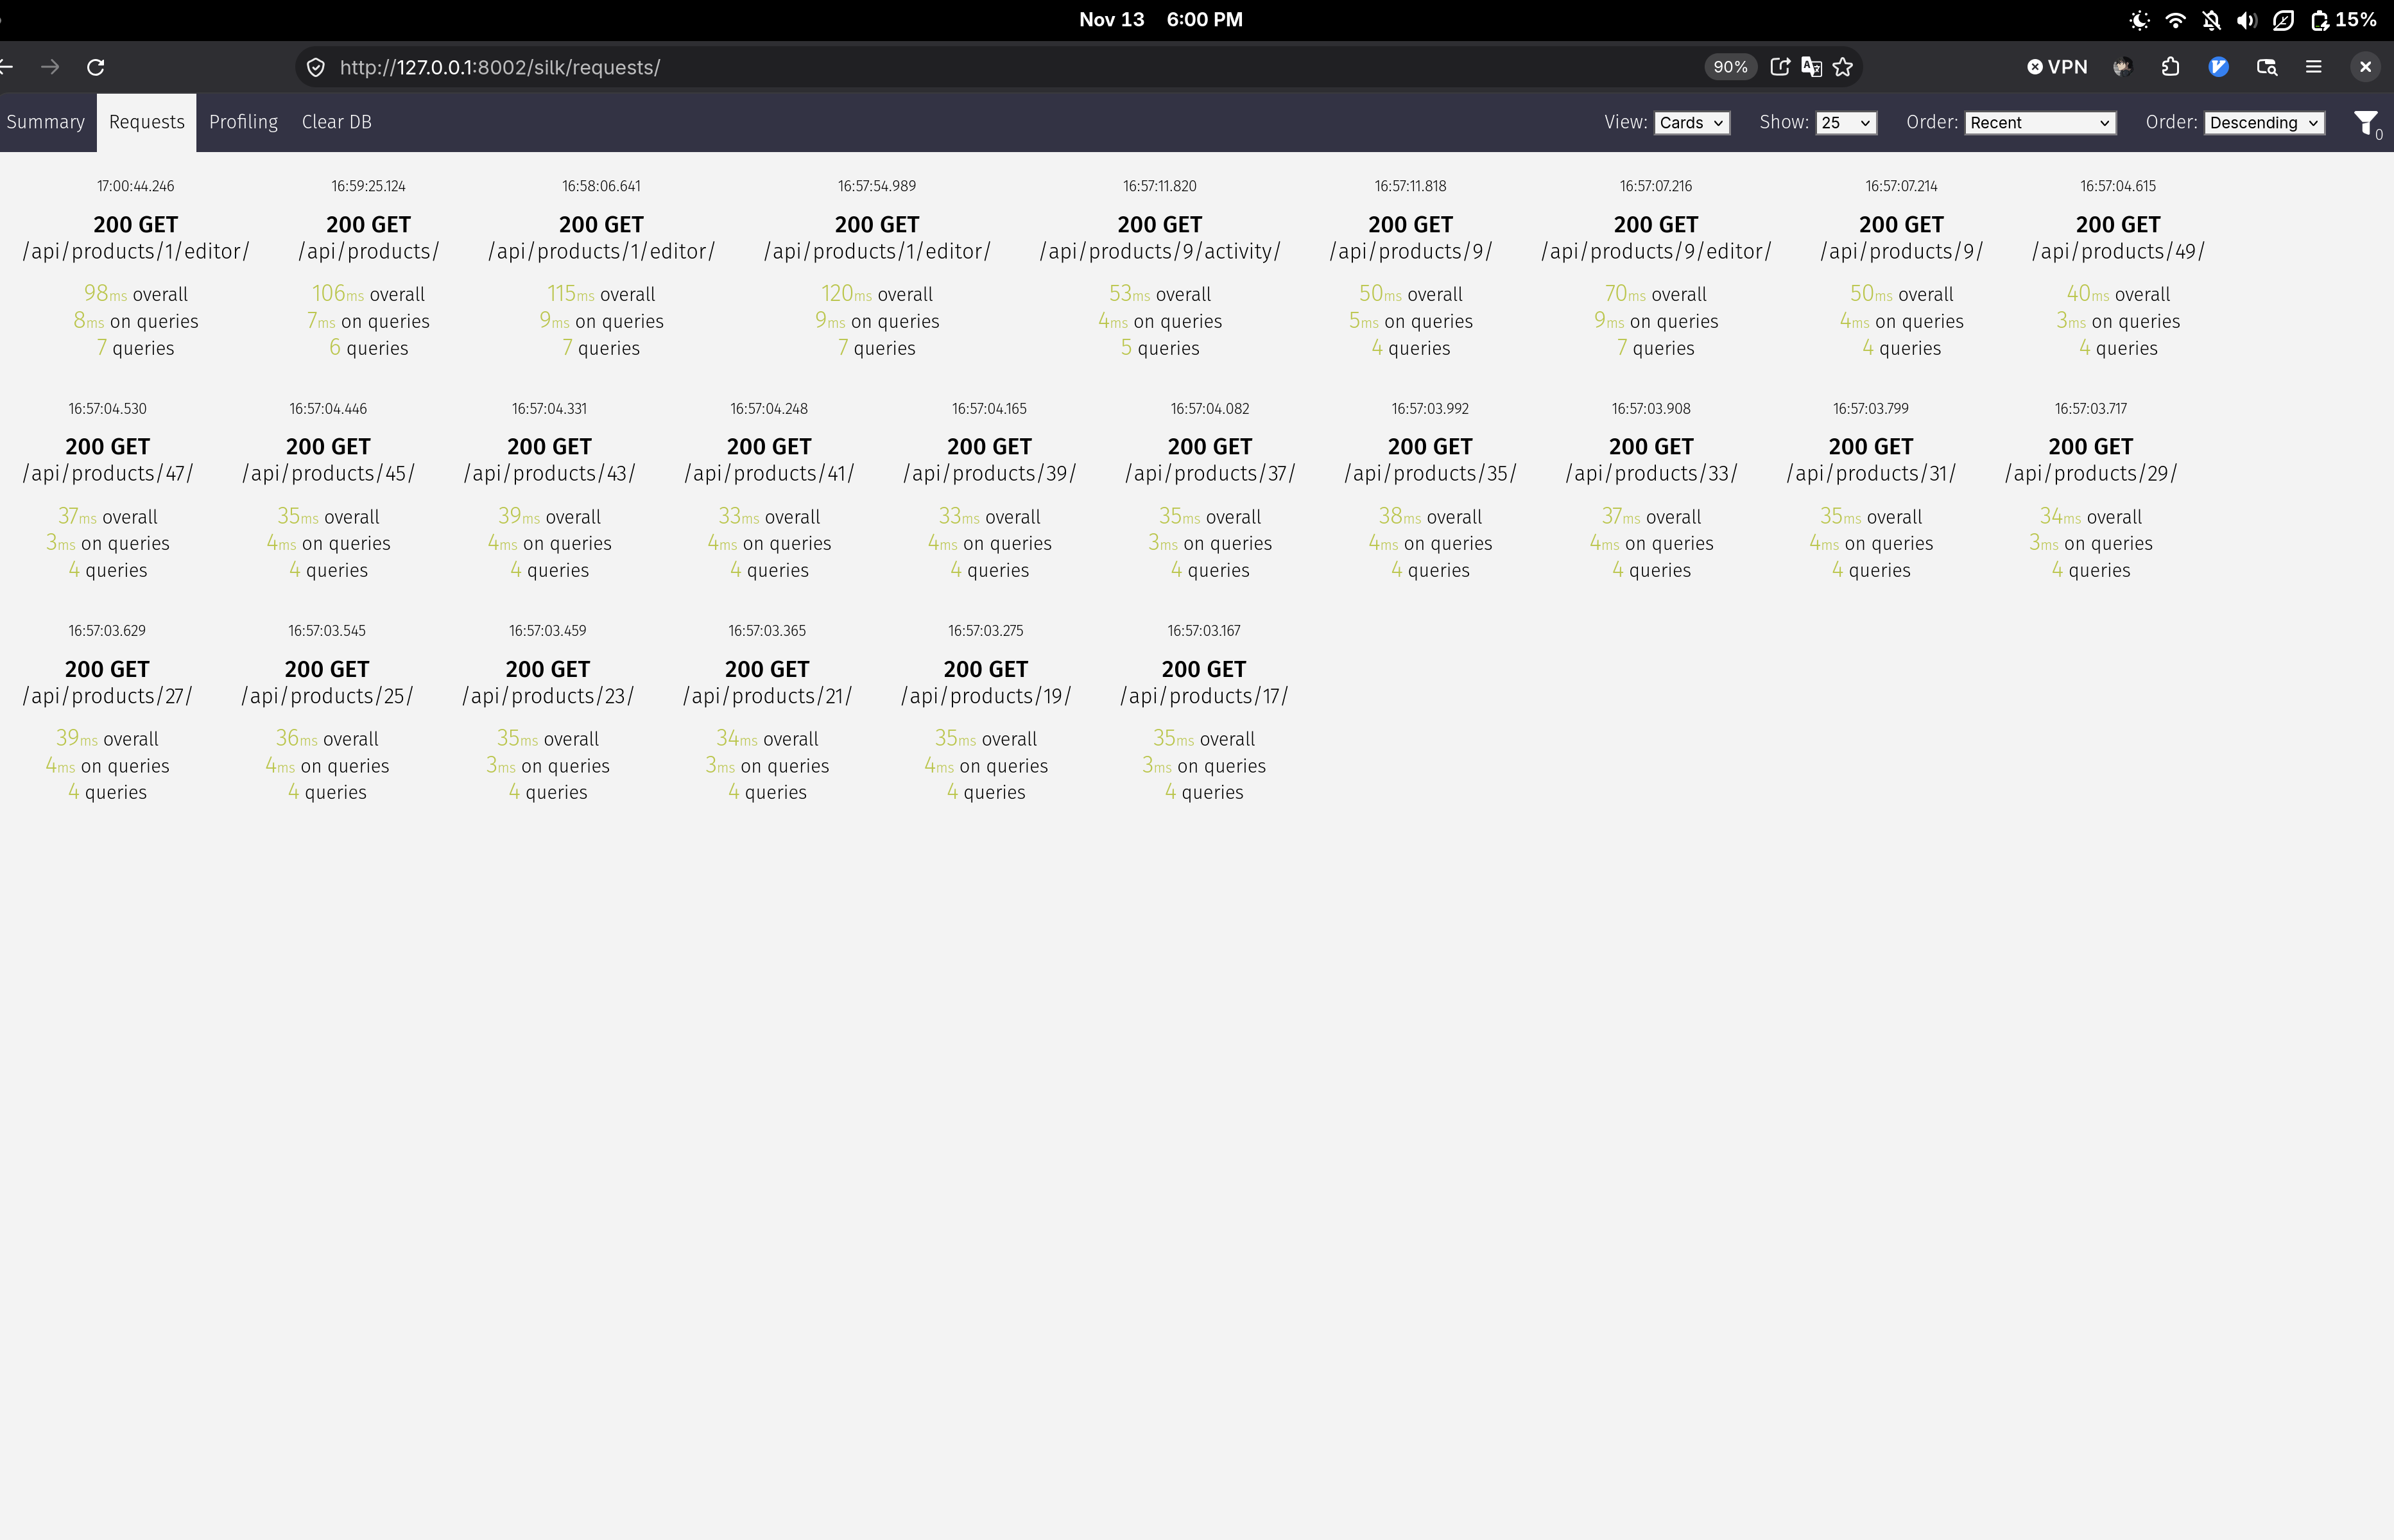 Nov 13 6:00 PM
15%
http://127.0.0.1:8002/silk/requests/
90%
VPN
Summary Requests Profiling Clear DB
View: Cards Show: 25 Order: Recent Order: Descending 0
17:00:44.246 16:59:25.124 16:58:06.641 16:57:54.989 16:57:11.820 16:57:11.818 16:57:07.216 16:57:07.214 16:57:04.615
200 GET 200 GET 200 GET 200 GET 200 GET 200 GET 200 GET 200 GET 200 GET
/api/products/1/editor/ /api/products/ /api/products/1/editor/ /api/products/1/editor/ /api/products/9/activity/ /api/products/9/ /api/products/9/editor/ /api/products/9/ /api/products/49/
98ms overall 106ms overall 115ms overall 120ms overall 53ms overall 50ms overall 70ms overall 50ms overall 40ms overall
8ms on queries 7ms on queries 9ms on queries 9ms on queries 4ms on queries 5ms on queries 9ms on queries 4ms on queries 3ms on queries
7 queries 6 queries 7 queries 7 queries 5 queries 4 queries 7 queries 4 queries 4 queries
16:57:04.530 16:57:04.446 16:57:04.331 16:57:04.248 16:57:04.165 16:57:04.082 16:57:03.992 16:57:03.908 16:57:03.799 16:57:03.717
200 GET 200 GET 200 GET 200 GET 200 GET 200 GET 200 GET 200 GET 200 GET 200 GET
/api/products/47/ /api/products/45/ /api/products/43/ /api/products/41/ /api/products/39/ /api/products/37/ /api/products/35/ /api/products/33/ /api/products/31/ /api/products/29/
37ms overall 35ms overall 39ms overall 33ms overall 33ms overall 35ms overall 38ms overall 37ms overall 35ms overall 34ms overall
3ms on queries 4ms on queries 4ms on queries 4ms on queries 4ms on queries 3ms on queries 4ms on queries 4ms on queries 4ms on queries 3ms on queries
4 queries 4 queries 4 queries 4 queries 4 queries 4 queries 4 queries 4 queries 4 queries 4 queries
16:57:03.629 16:57:03.545 16:57:03.459 16:57:03.365 16:57:03.275 16:57:03.167
200 GET 200 GET 200 GET 200 GET 200 GET 200 GET
/api/products/27/ /api/products/25/ /api/products/23/ /api/products/21/ /api/products/19/ /api/products/17/
39ms overall 36ms overall 35ms overall 34ms overall 35ms overall 35ms overall
4ms on queries 4ms on queries 3ms on queries 3ms on queries 4ms on queries 3ms on queries
4 queries 4 queries 4 queries 4 queries 4 queries 4 queries